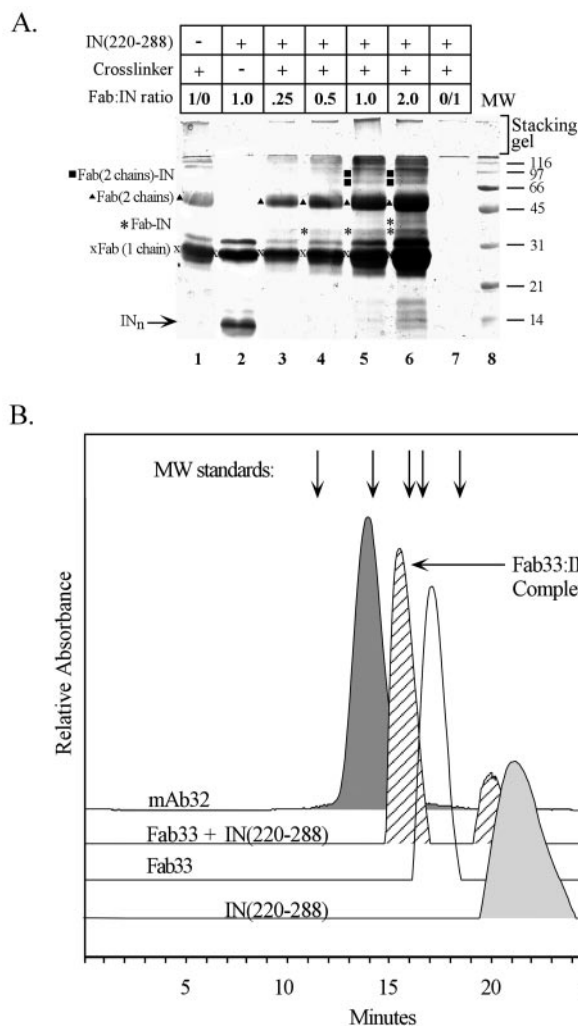 A.
IN(220-288) - + + + + + +
Crosslinker + - + + + + +
Fab:IN ratio 1/0 1.0 .25 0.5 1.0 2.0 0/1 MW
Stacking gel
■Fab(2 chains)-IN
▲Fab(2 chains)
*Fab-IN
xFab (1 chain)
INn
116
97
66
45
31
21
14
1 2 3 4 5 6 7 8
B.
MW standards:
Fab33:I
Comple
Relative Absorbance
mAb32
Fab33 + IN(220-288)
Fab33
IN(220-288)
5 10 15 20
Minutes